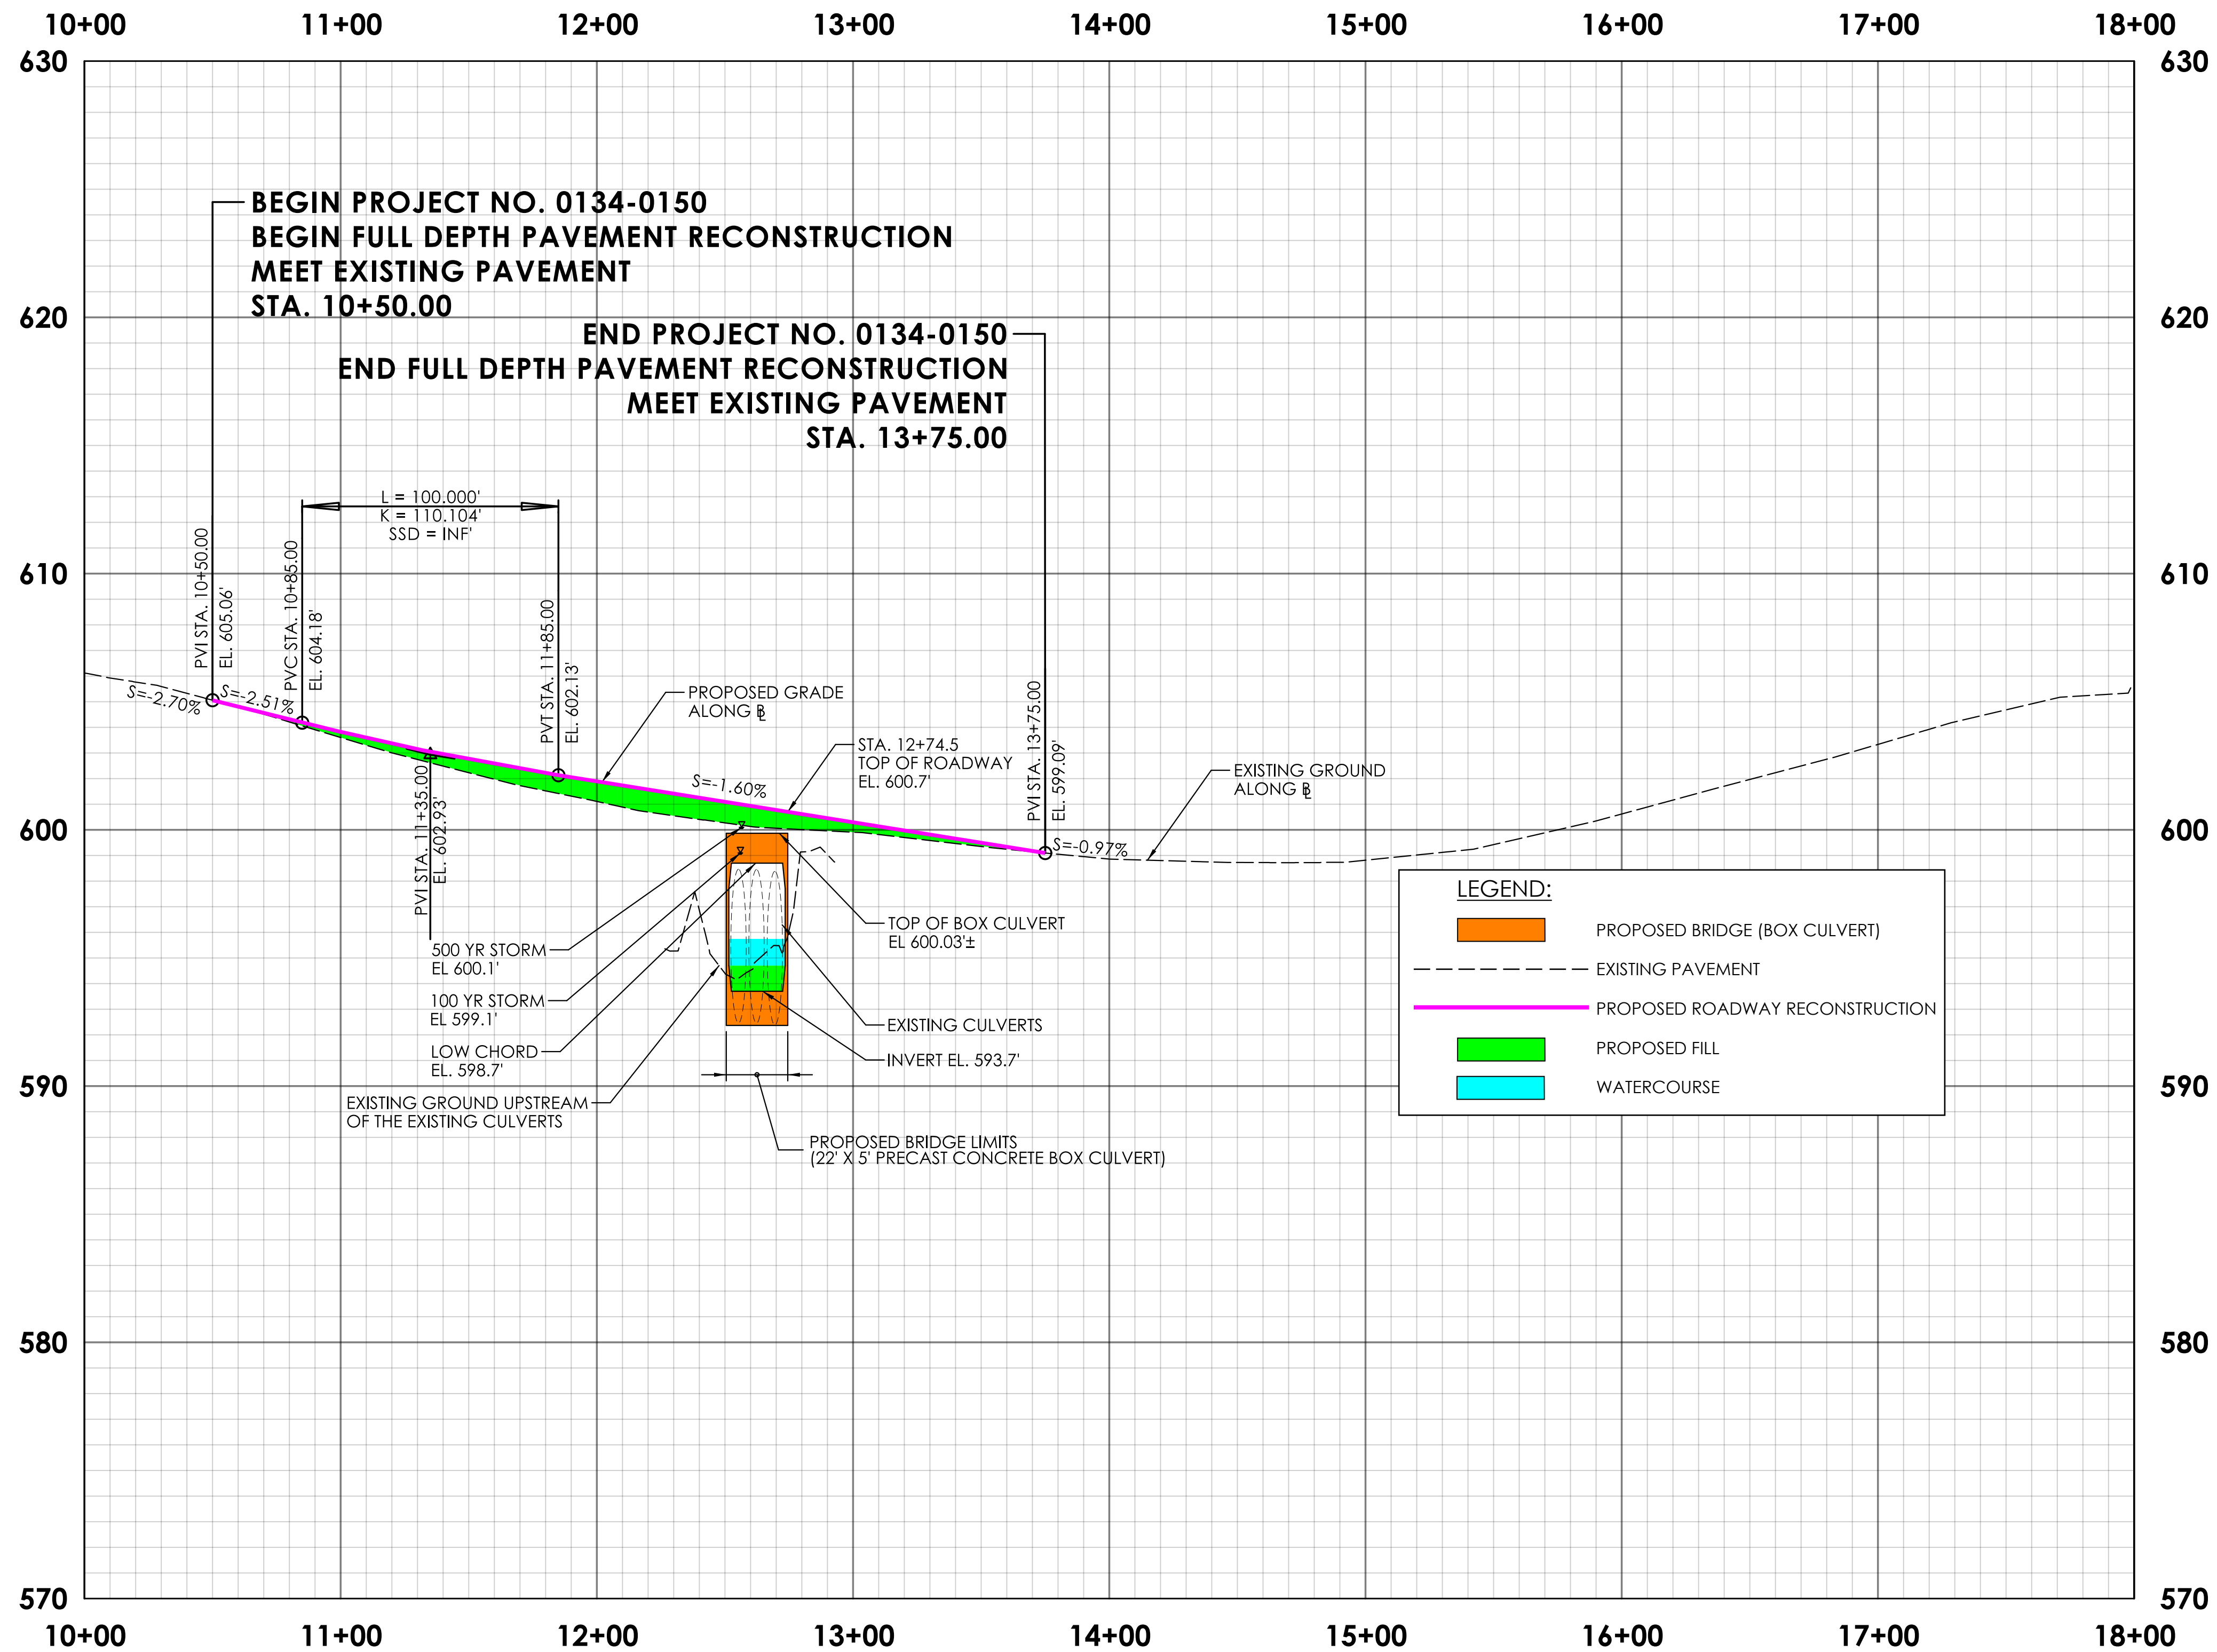 10+00 11+00 12+00 13+00 14+00 15+00 16+00 17+00 18+00
630 630
BEGIN PROJECT NO. 0134-0150
BEGIN FULL DEPTH PAVEMENT RECONSTRUCTION
MEET EXISTING PAVEMENT
STA. 10+50.00
620 620
END PROJECT NO. 0134-0150
END FULL DEPTH PAVEMENT RECONSTRUCTION
MEET EXISTING PAVEMENT
STA. 13+75.00
L = 100.000'
K = 110.104'
SSD = INF'
610 610
PVI STA. 10+50.00
EL. 605.06'
PVC STA. 10+85.00
EL. 604.18'
PVT STA. 11+85.00
EL. 602.13'
PVI STA. 13+75.00
EL. 599.09'
S=-2.70%
S=-2.51%
PROPOSED GRADE
ALONG BL
STA. 12+74.5
TOP OF ROADWAY
EL. 600.7'
S=-1.60%
EXISTING GROUND
ALONG BL
PVI STA. 11+35.00
EL. 602.93'
600 600
S=-0.97%
500 YR STORM
EL 600.1'
100 YR STORM
EL 599.1'
LOW CHORD
EL. 598.7'
EXISTING GROUND UPSTREAM
OF THE EXISTING CULVERTS
TOP OF BOX CULVERT
EL 600.03'±
EXISTING CULVERTS
INVERT EL. 593.7'
PROPOSED BRIDGE LIMITS
(22' X 5' PRECAST CONCRETE BOX CULVERT)
LEGEND:
PROPOSED BRIDGE (BOX CULVERT)
EXISTING PAVEMENT
PROPOSED ROADWAY RECONSTRUCTION
PROPOSED FILL
WATERCOURSE
590 590
580 580
570 570
10+00 11+00 12+00 13+00 14+00 15+00 16+00 17+00 18+00